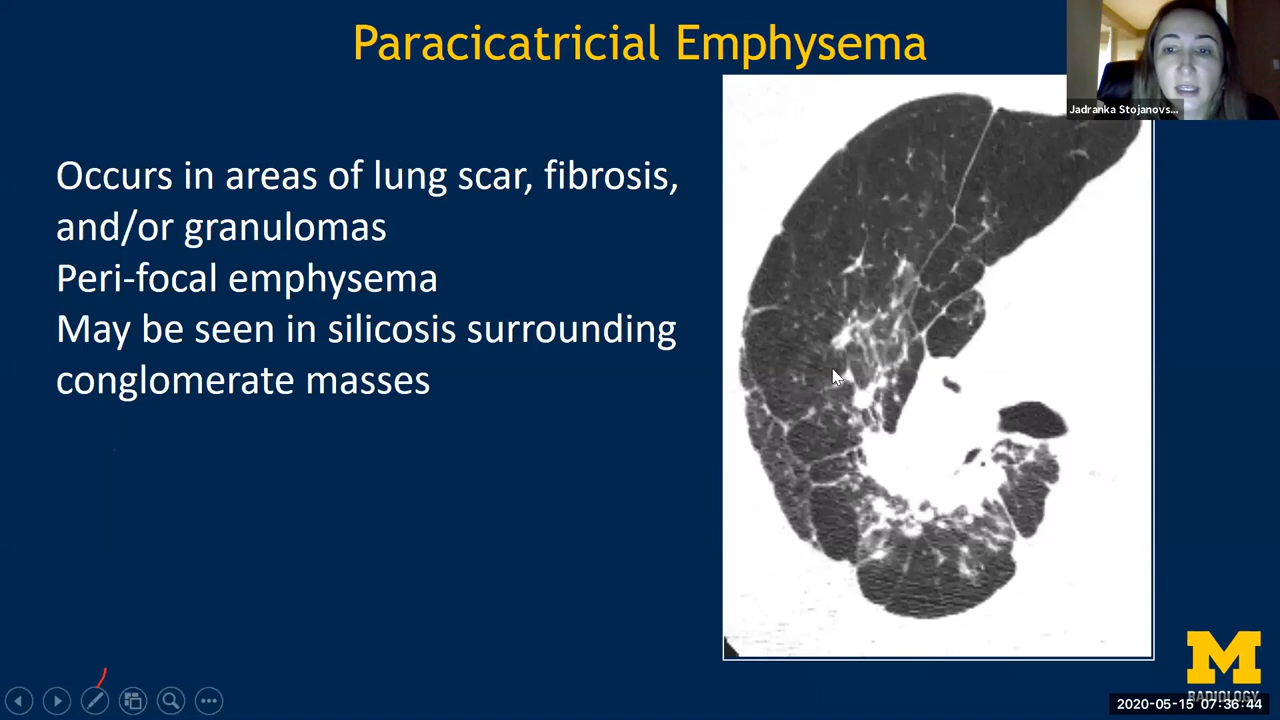 Paracicatricial Emphysema
Jadranka Stojanovs...
Occurs in areas of lung scar, fibrosis,
and/or granulomas
Peri-focal emphysema
May be seen in silicosis surrounding
conglomerate masses
M
RADIOLOGY
2020-05-15 07:36:44